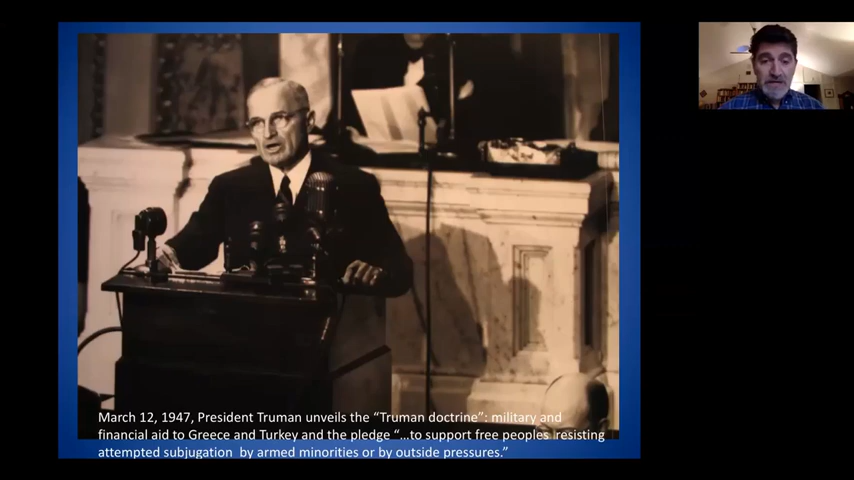 March 12, 1947, President Truman unveils the “Truman doctrine”: military and
financial aid to Greece and Turkey and the pledge “...to support free peoples resisting
attempted subjugation by armed minorities or by outside pressures.”